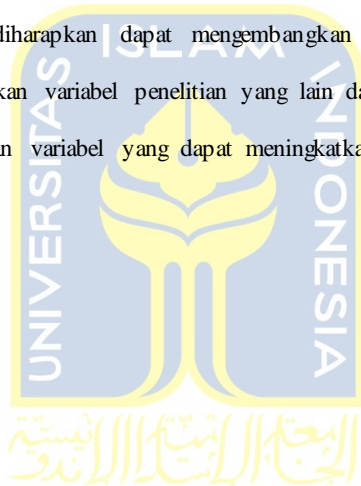 diharapkan dapat mengembangkan
kan variabel penelitian yang lain da
n variabel yang dapat meningkatka
UNIVERSITAS
ISLAM
INDONESIA